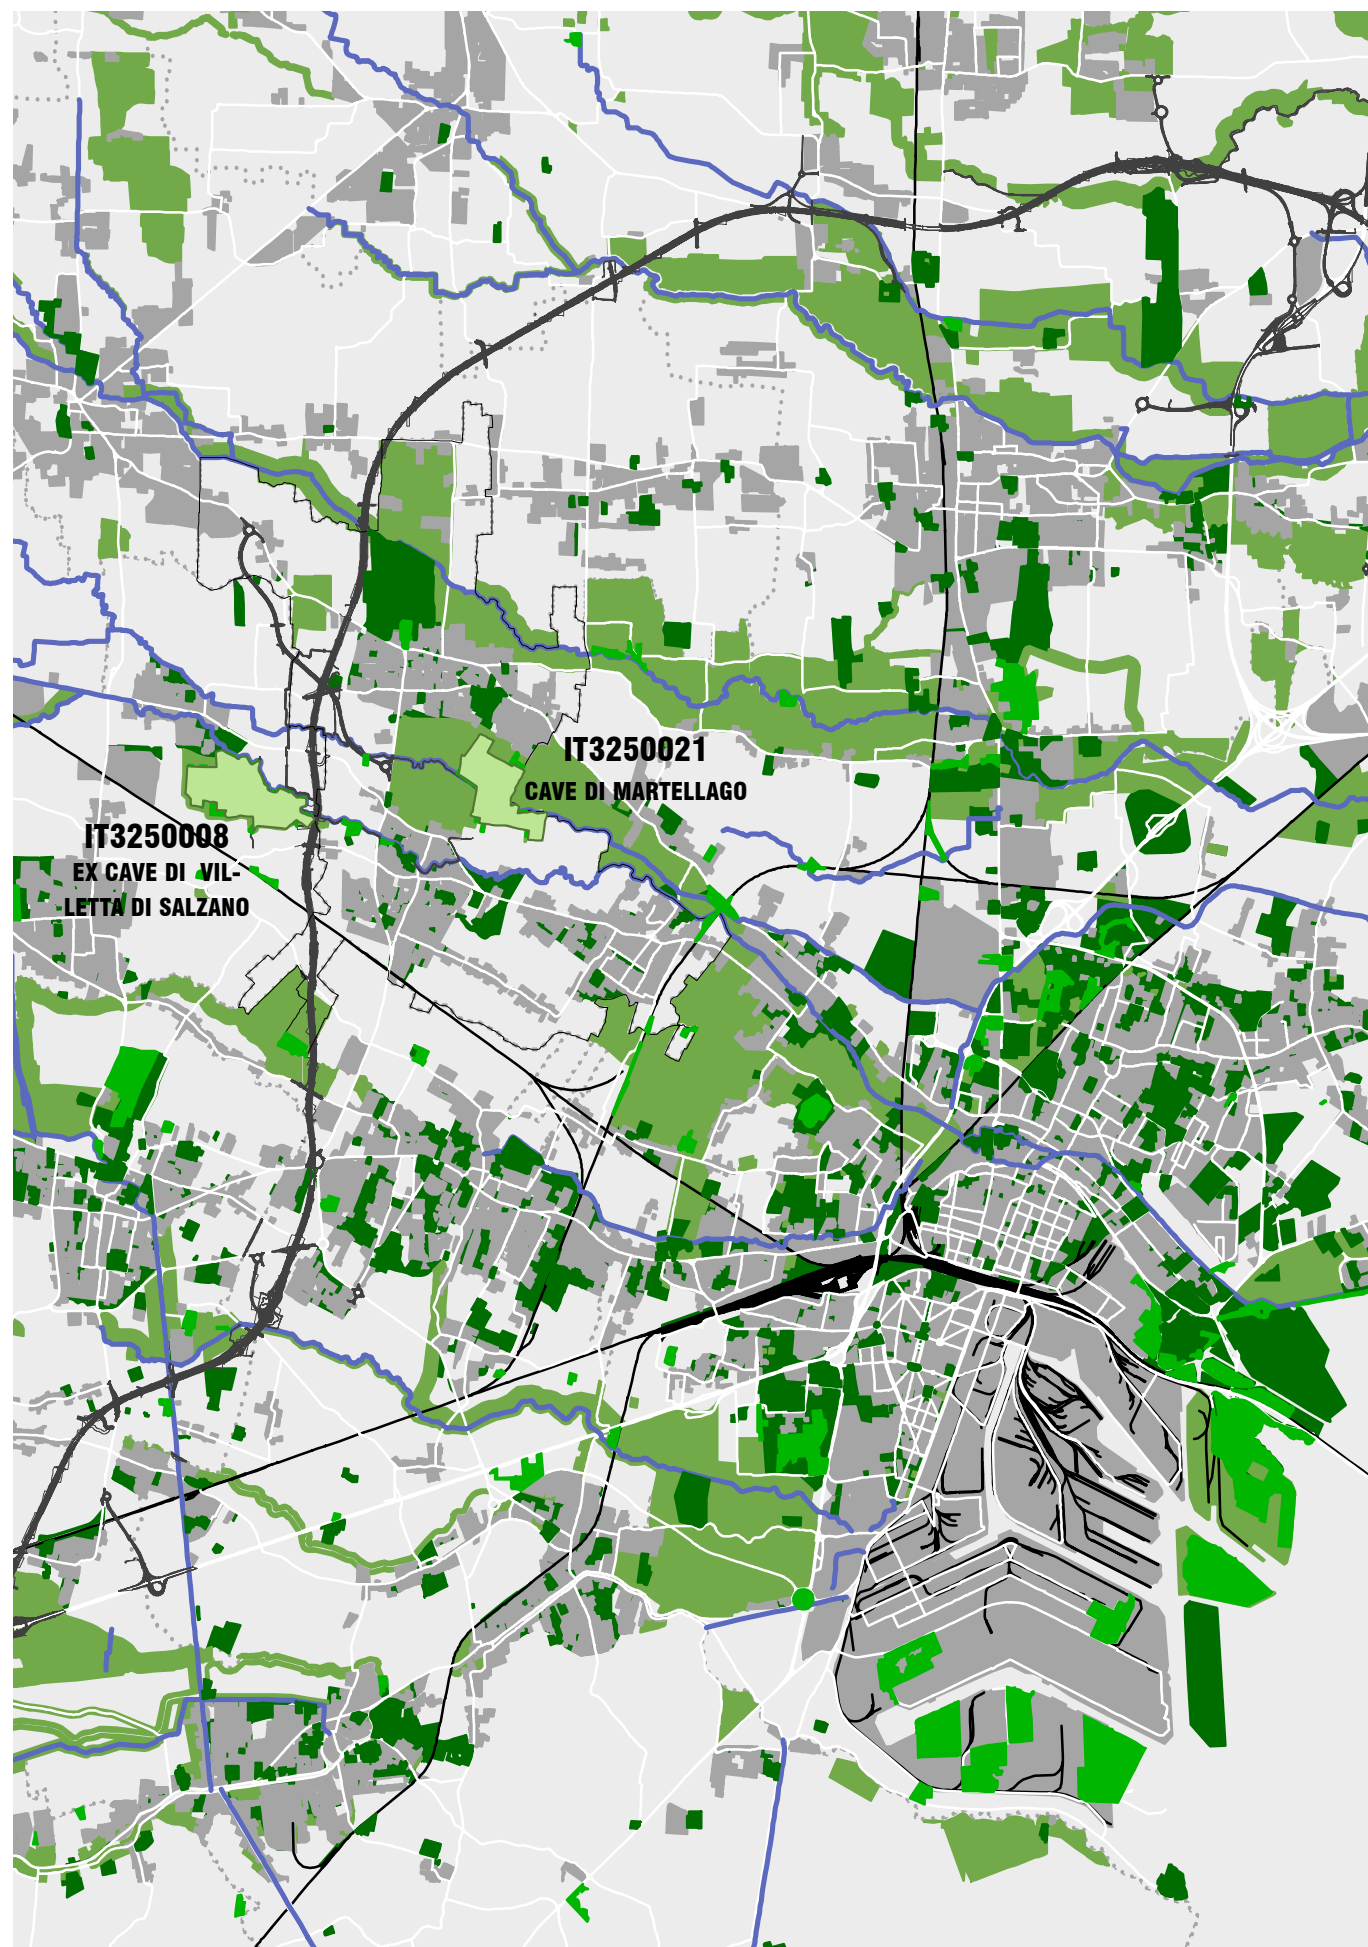 IT3250021
CAVE DI MARTELLAGO
IT3250008
EX CAVE DI VIL-
LETTA DI SALZANO